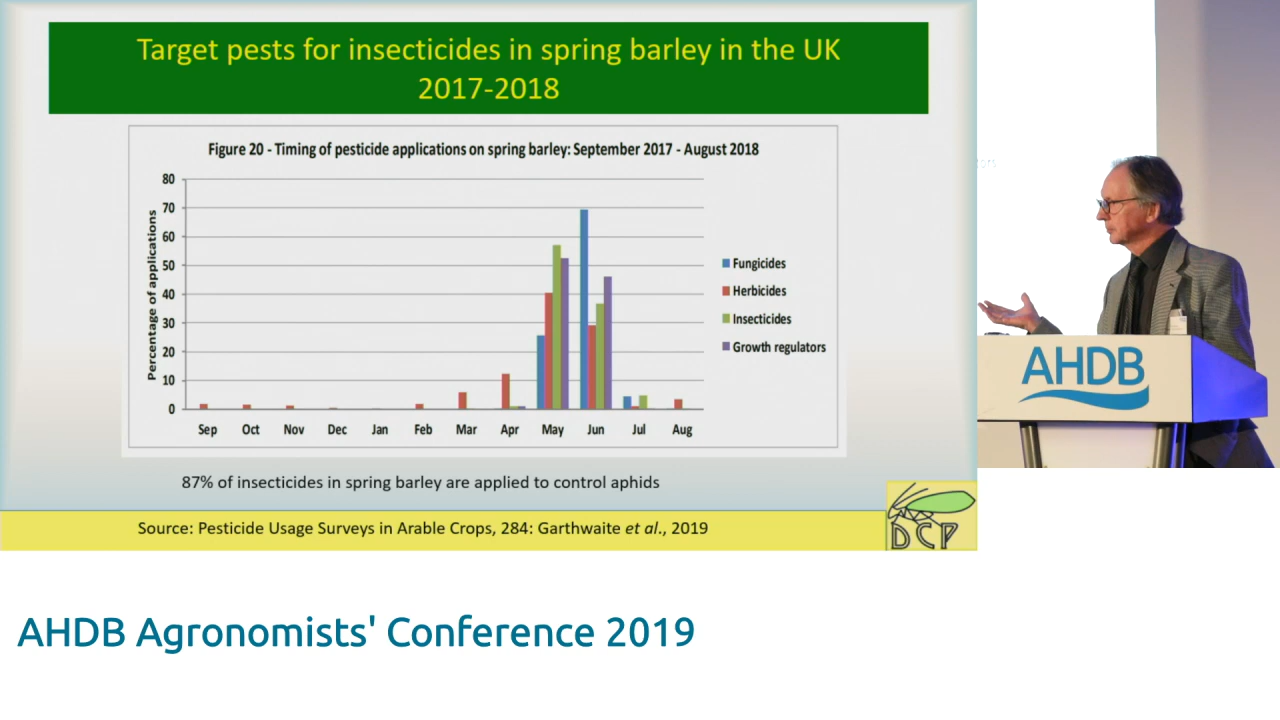 Target pests for insecticides in spring barley in the UK
2017-2018
Figure 20 - Timing of pesticide applications on spring barley: September 2017 - August 2018
Percentage of applications
80
70
60
50
40
30
20
10
0
Sep Oct Nov Dec Jan Feb Mar Apr May Jun Jul Aug
Fungicides
Herbicides
Insecticides
Growth regulators
87% of insecticides in spring barley are applied to control aphids
Source: Pesticide Usage Surveys in Arable Crops, 284: Garthwaite et al., 2019
DCP
AHDB
AHDB Agronomists' Conference 2019